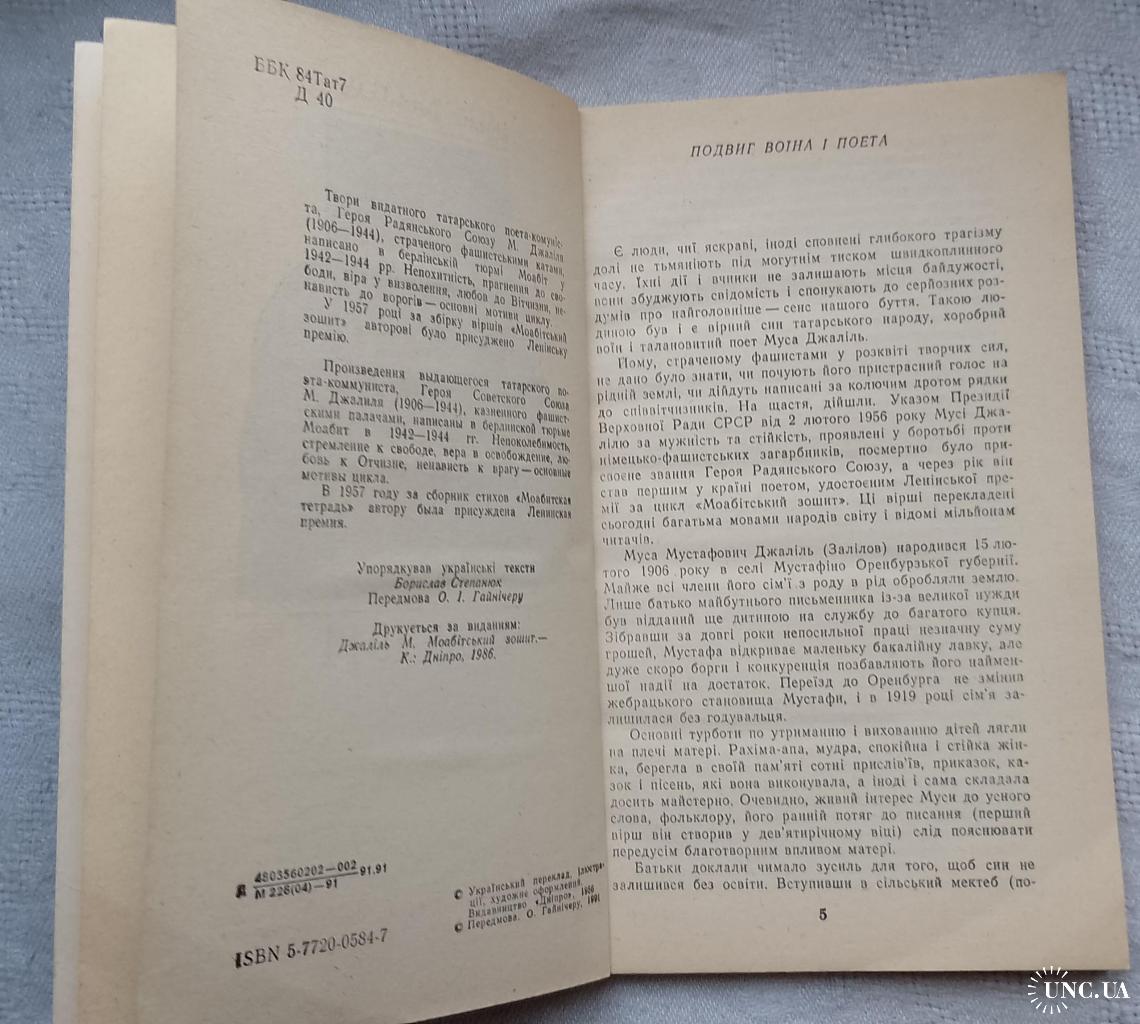 ББК 84Тат7
Д 40
Твори видатного татарського поета-комуніс-
та, Героя Радянського Союзу М. Джаліля
(1906—1944), страченого фашистськими катами,
написано в берлінській тюрмі Моабіт у
1942—1944 рр. Непохитність, прагнення до сво-
боди, віра у визволення, любов до Вітчизни, не-
нависть до ворогів — основні мотиви циклу.
У 1957 році за збірку віршів «Моабітський
зошит» авторові було присуджено Ленінську
премію.
Произведения выдающегося татарского по-
эта-коммуниста, Героя Советского Союза
М. Джалиля (1906—1944), казненного фашист-
скими палачами, написаны в берлинской тюрьме
Моабит в 1942—1944 гг. Непоколебимость,
стремление к свободе, вера в освобождение, лю-
бовь к Отчизне, ненависть к врагу — основные
мотивы цикла.
В 1957 году за сборник стихов «Моабитская
тетрадь» автору была присуждена Ленинская
премия.
Упорядкував українські тексти
Борислав Степанюк
Передмова О. І. Гайнічеру
Друкується за виданням:
Джаліль М. Моабітський зошит.—
К.: Дніпро, 1986.
Д 4803560202—002 91.91
М 228(04)—91
© Український переклад, ілюстра-
ції, художнє оформлення.
Видавництво «Дніпро», 1986
© Передмова. О. Гайнічеру, 1991
ISBN 5-7720-0584-7
ПОДВИГ ВОЇНА І ПОЕТА
Є люди, чиї яскраві, іноді сповнені глибокого трагізму
долі не тьмяніють під могутнім тиском швидкоплинного
часу. Їхні дії і вчинки не залишають місця байдужості,
вони збуджують свідомість і спонукають до серйозних роз-
думів про найголовніше — сенс нашого буття. Такою лю-
диною був і є вірний син татарського народу, хоробрий
воїн і талановитий поет Муса Джаліль.
Йому, страченому фашистами у розквіті творчих сил,
не дано було знати, чи почують його пристрасний голос на
рідній землі, чи дійдуть написані за колючим дротом рядки
до співвітчизників. На щастя, дійшли. Указом Президії
Верховної Ради СРСР від 2 лютого 1956 року Мусі Джа-
лілю за мужність та стійкість, проявлені у боротьбі проти
німецько-фашистських загарбників, посмертно було при-
своєне звання Героя Радянського Союзу, а через рік він
став першим у країні поетом, удостоєним Ленінської пре-
мії за цикл «Моабітський зошит». Ці вірші перекладені
сьогодні багатьма мовами народів світу і відомі мільйонам
читачів.
Муса Мустафович Джаліль (Залілов) народився 15 лю-
того 1906 року в селі Мустафіно Оренбурзької губернії.
Майже всі члени його сім'ї з роду в рід обробляли землю.
Лише батько майбутнього письменника із-за великої нужди
був відданий ще дитиною на службу до багатого купця.
Зібравши за довгі роки непосильної праці незначну суму
грошей, Мустафа відкриває маленьку бакалійну лавку, але
дуже скоро борги і конкуренція позбавляють його наймен-
шої надії на достаток. Переїзд до Оренбурга не змінив
жебрацького становища Мустафи, і в 1919 році сім'я за-
лишилася без годувальця.
Основні турботи по утриманню і вихованню дітей лягли
на плечі матері. Рахіма-апа, мудра, спокійна і стійка жін-
ка, берегла в своїй пам'яті сотні прислів'їв, приказок, ка-
зок і пісень, які вона виконувала, а іноді і сама складала
досить майстерно. Очевидно, живий інтерес Муси до усного
слова, фольклору, його ранній потяг до писання (перший
вірш він створив у дев'ятирічному віці) слід пояснювати
передусім благотворним впливом матері.
Батьки доклали чимало зусиль для того, щоб син не
залишився без освіти. Вступивши в сільський мектеб (по-
5
UNC.UA